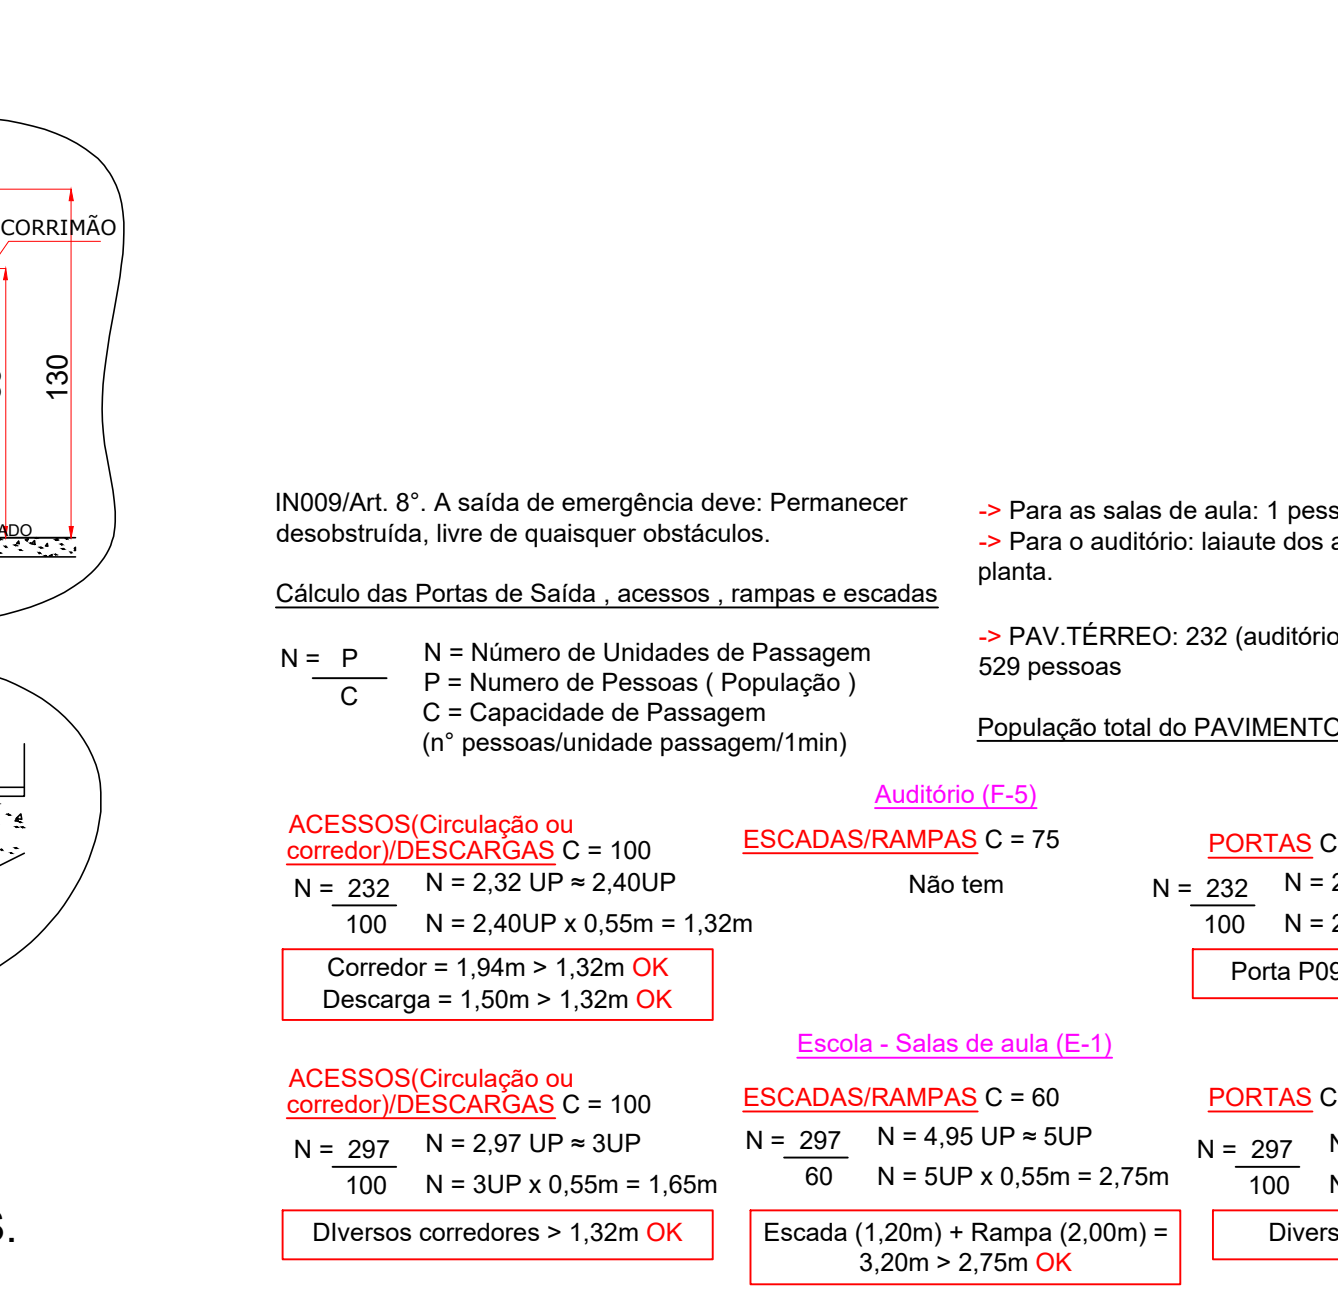 CORRIMÃO
130
IN009/Art. 8°. A saída de emergência deve: Permanecer
desobstruída, livre de quaisquer obstáculos.
Cálculo das Portas de Saída , acessos , rampas e escadas
N = P
C
N = Número de Unidades de Passagem
P = Numero de Pessoas ( População )
C = Capacidade de Passagem
(n° pessoas/unidade passagem/1min)
-> Para as salas de aula: 1 pess
-> Para o auditório: laiaute dos a
planta.
-> PAV.TÉRREO: 232 (auditório
529 pessoas
População total do PAVIMENTO
Auditório (F-5)
ACESSOS(Circulação ou
corredor)/DESCARGAS C = 100
N = 232
100
N = 2,32 UP ≈ 2,40UP
N = 2,40UP x 0,55m = 1,32m
Corredor = 1,94m > 1,32m OK
Descarga = 1,50m > 1,32m OK
ESCADAS/RAMPAS C = 75
Não tem
PORTAS C
N = 232
100
N = 2
N = 2
Porta P09
Escola - Salas de aula (E-1)
ACESSOS(Circulação ou
corredor)/DESCARGAS C = 100
N = 297
100
N = 2,97 UP ≈ 3UP
N = 3UP x 0,55m = 1,65m
DIversos corredores > 1,32m OK
ESCADAS/RAMPAS C = 60
N = 297
60
N = 4,95 UP ≈ 5UP
N = 5UP x 0,55m = 2,75m
Escada (1,20m) + Rampa (2,00m) =
3,20m > 2,75m OK
PORTAS C
N = 297
100
N
N
Divers